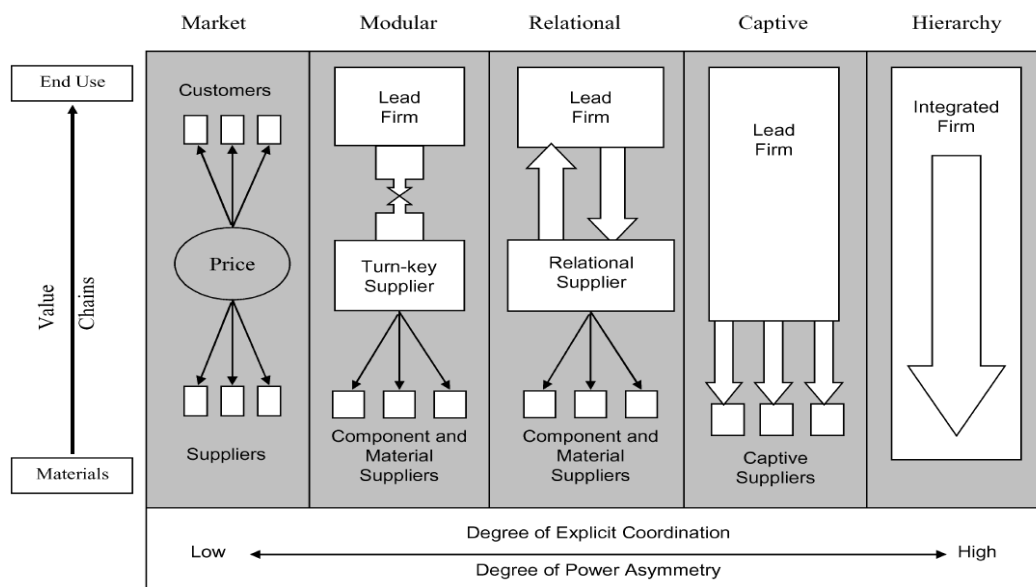 Market
Modular
Relational
Captive
Hierarchy
End Use
Value
Chains
Materials
Customers
Price
Suppliers
Lead
Firm
Turn-key
Supplier
Component and
Material
Suppliers
Lead
Firm
Relational
Supplier
Component and
Material
Suppliers
Lead
Firm
Captive
Suppliers
Integrated
Firm
Degree of Explicit Coordination
Low
High
Degree of Power Asymmetry